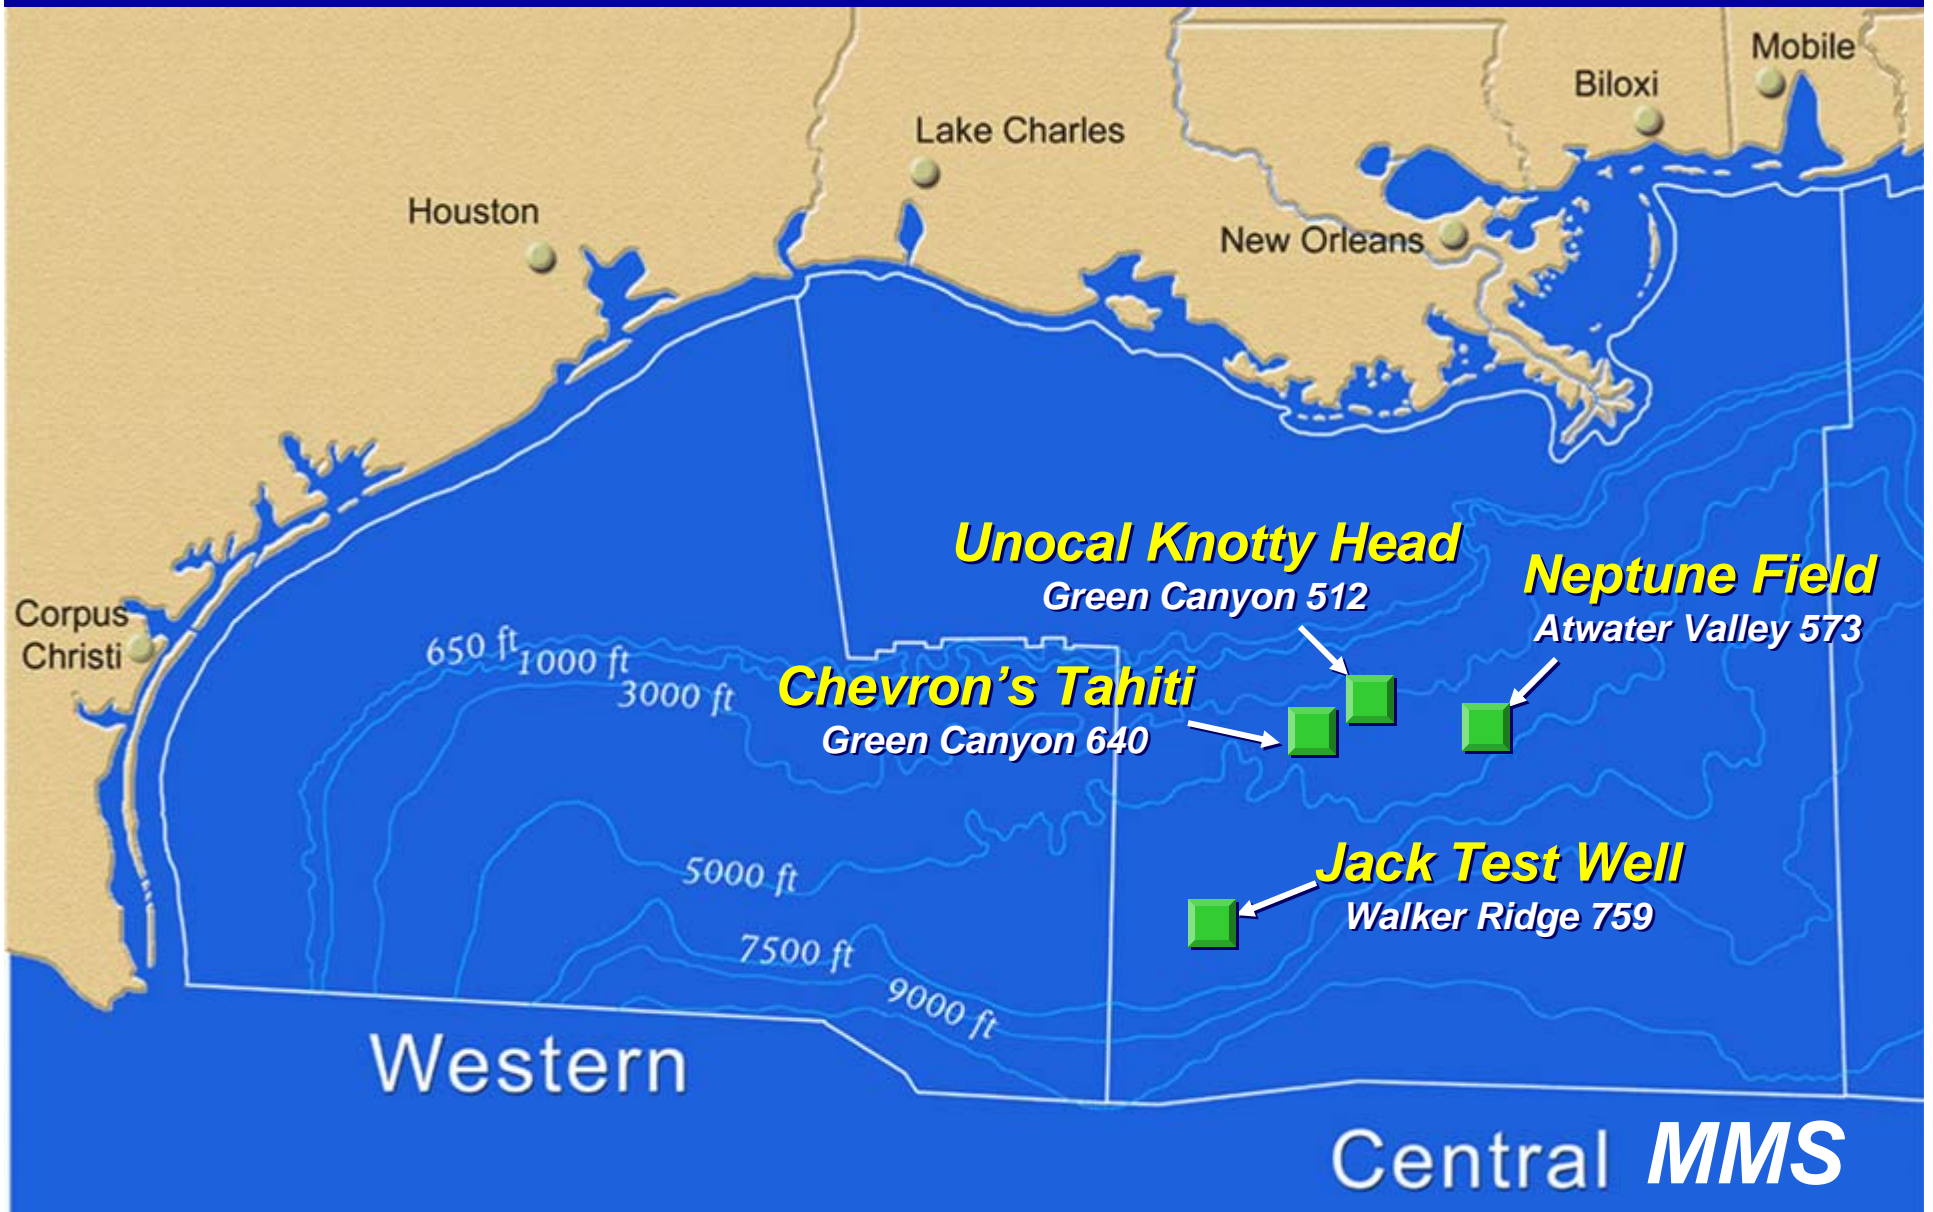 Mobile
Biloxi
Lake Charles
Houston
New Orleans
Unocal Knotty Head
Green Canyon 512
Neptune Field
Atwater Valley 573
Corpus
Christi
650 ft
1000 ft
3000 ft
Chevron's Tahiti
Green Canyon 640
5000 ft
Jack Test Well
Walker Ridge 759
7500 ft
9000 ft
Western
Central
MMS